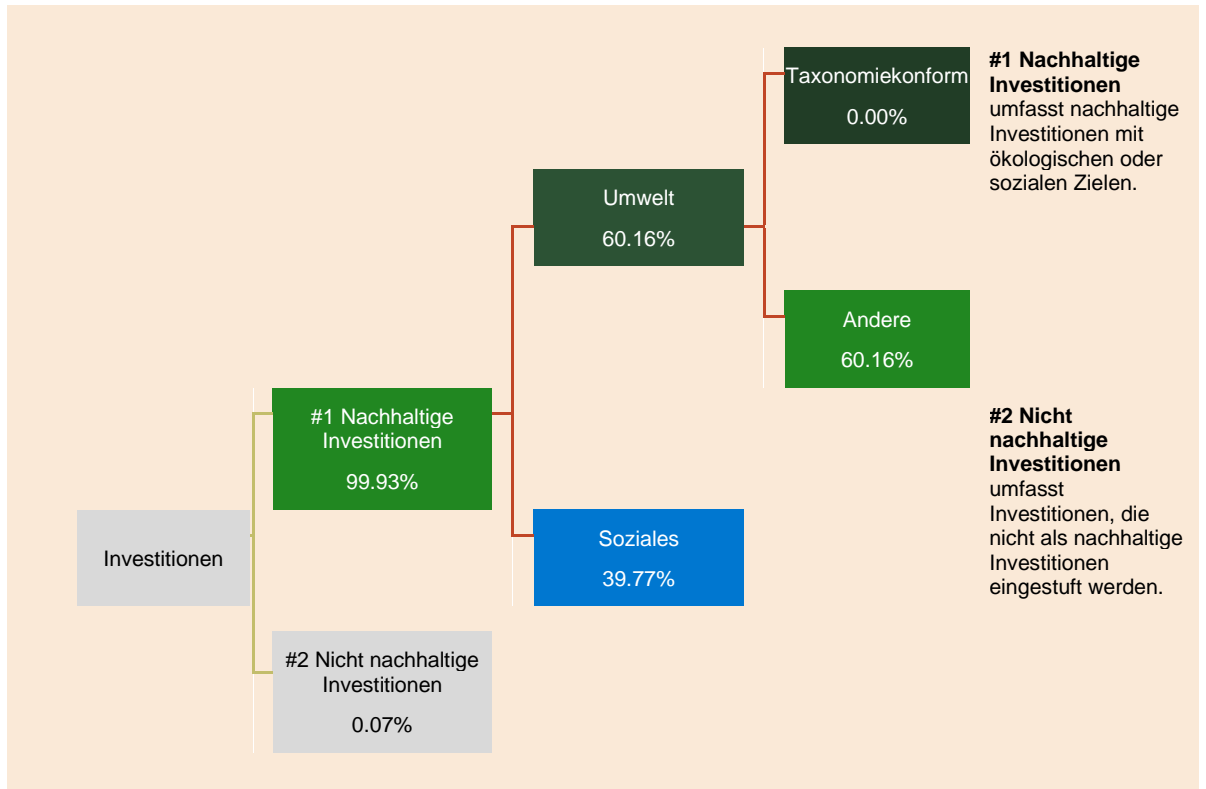 Taxonomiekonform
0.00%
Umwelt
60.16%
Andere
60.16%
#1 Nachhaltige
Investitionen
99.93%
Soziales
39.77%
Investitionen
#2 Nicht nachhaltige
Investitionen
0.07%
#1 Nachhaltige
Investitionen
umfasst nachhaltige
Investitionen mit
ökologischen oder
sozialen Zielen.
#2 Nicht
nachhaltige
Investitionen
umfasst
Investitionen, die
nicht als nachhaltige
Investitionen
eingestuft werden.